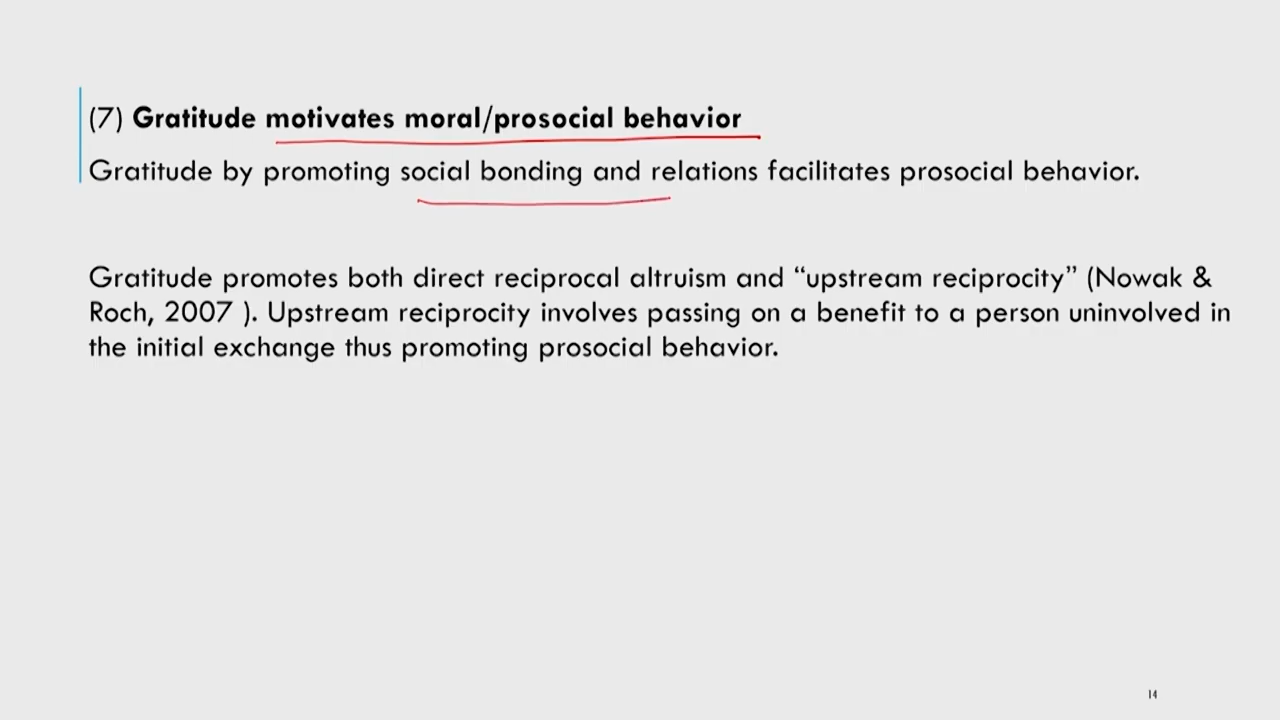 (7) Gratitude motivates moral/prosocial behavior
Gratitude by promoting social bonding and relations facilitates prosocial behavior.
Gratitude promotes both direct reciprocal altruism and “upstream reciprocity” (Nowak &
Roch, 2007 ). Upstream reciprocity involves passing on a benefit to a person uninvolved in
the initial exchange thus promoting prosocial behavior.
14